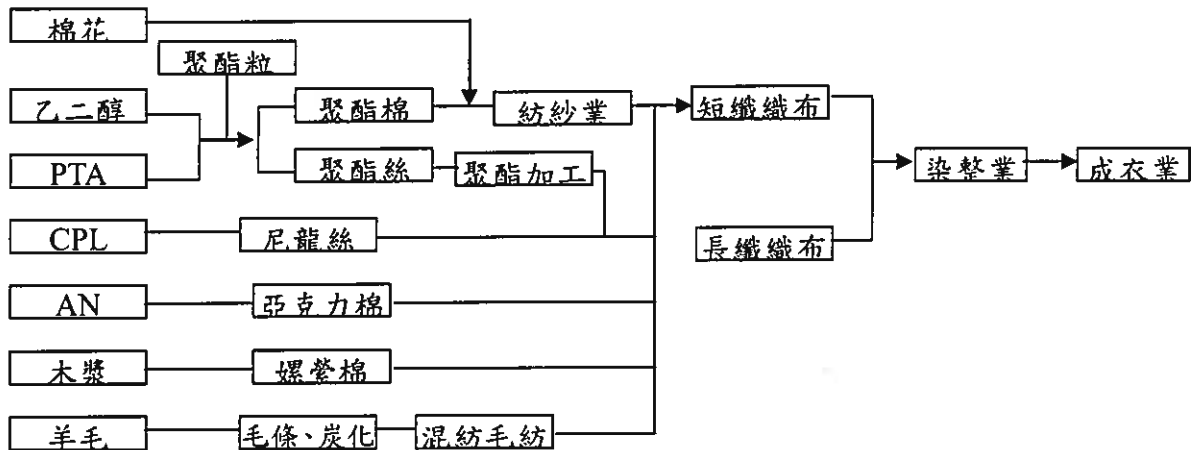 棉花
聚酯粒
乙二醇
聚酯棉
紡紗業
短纖織布
PTA
聚酯絲
聚酯加工
染整業
成衣業
CPL
尼龍絲
長纖織布
AN
亞克力棉
木漿
嫘縈棉
羊毛
毛條、炭化
混紡毛紡